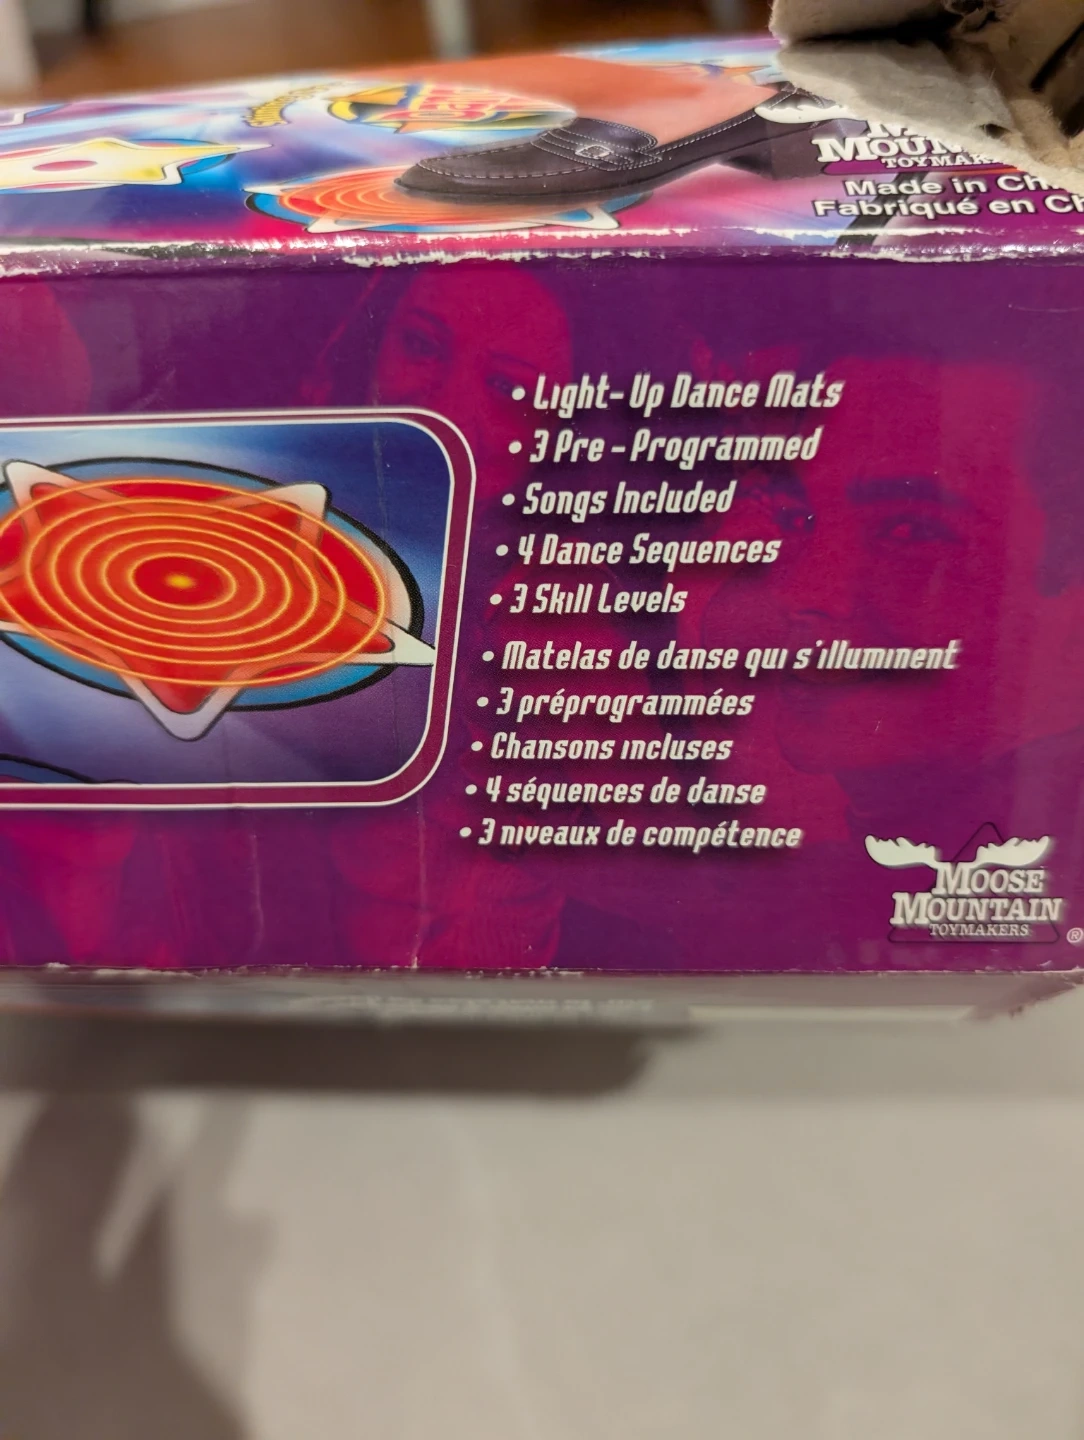 MOUN
TOYMAK
Made in Ch
Fabriqué en Ch
• Light-Up Dance Mats
• 3 Pre-Programmed
• Songs Included
• 4 Dance Sequences
• 3 Skill Levels
• Matelas de danse qui s'illuminent
• 3 préprogrammées
• Chansons incluses
• 4 séquences de danse
• 3 niveaux de compétence
MOOSE
MOUNTAIN
TOYMAKERS
®